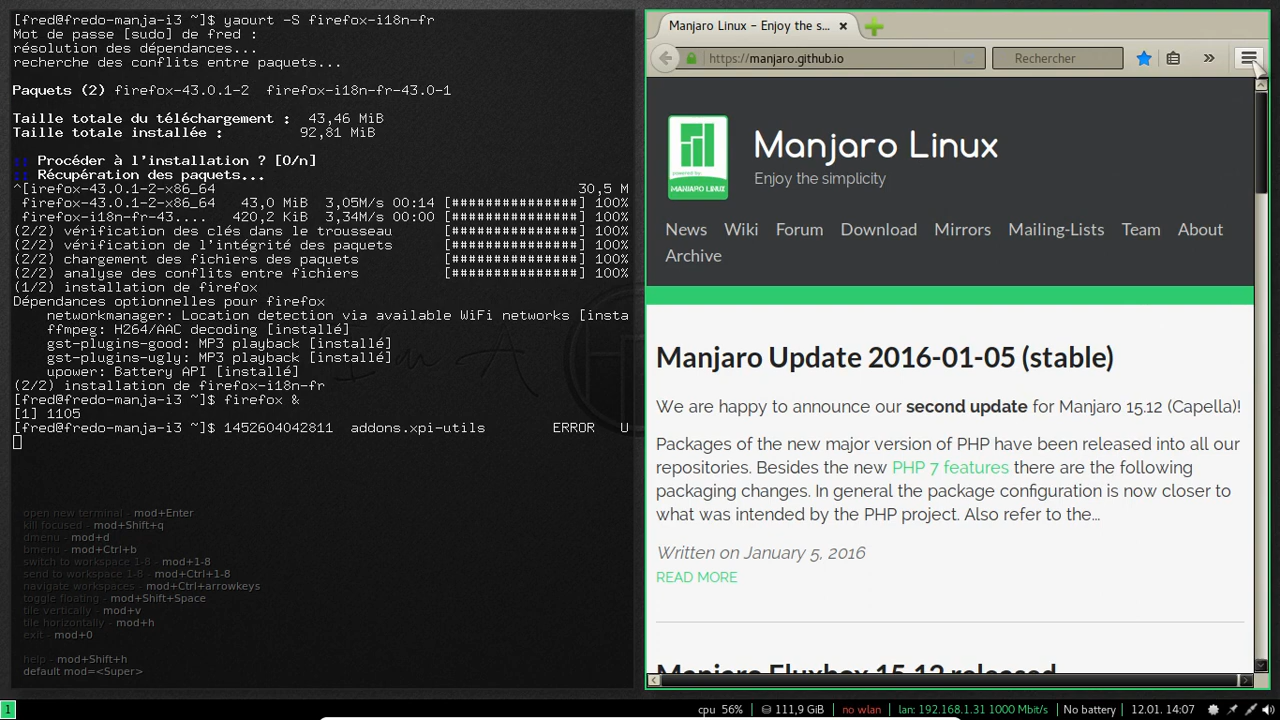 [fred@fredo-manja-i3 ~]$ yaourt -S firefox-i18n-fr
Mot de passe [sudo] de fred :
résolution des dépendances...
recherche des conflits entre paquets...
Paquets (2) firefox-43.0.1-2  firefox-i18n-fr-43.0-1
Taille totale du téléchargement :  43,46 MiB
Taille totale installée :  92,81 MiB
:: Procéder à l'installation ? [O/n]
:: Récupération des paquets...
^[firefox-43.0.1-2-x86_64 30,5 M
firefox-43.0.1-2-x86_64 43,0 MiB 3,05M/s 00:14 [###############] 100%
firefox-i18n-fr-43.... 420,2 KiB 3,34M/s 00:00 [###############] 100%
(2/2) vérification des clés dans le trousseau [###############] 100%
(2/2) vérification de l'intégrité des paquets [###############] 100%
(2/2) chargement des fichiers des paquets [###############] 100%
(2/2) analyse des conflits entre fichiers [###############] 100%
(1/2) installation de firefox
Dépendances optionnelles pour firefox
networkmanager: Location detection via available WiFi networks [insta
ffmpeg: H264/AAC decoding [installé]
gst-plugins-good: MP3 playback [installé]
gst-plugins-ugly: MP3 playback [installé]
upower: Battery API [installé]
(2/2) installation de firefox-i18n-fr
[fred@fredo-manja-i3 ~]$ firefox &
[1] 1105
[fred@fredo-manja-i3 ~]$ 1452604042811 addons.xpi-utils ERROR U
open new terminal - mod+Enter
kill focused - mod+Shift+q
dmenu - mod+d
bmenu - mod+Ctrl+b
switch to workspace 1-8 - mod+1-8
send to workspace 1-8 - mod+Ctrl+1-8
navigate workspaces - mod+Ctrl+arrowkeys
toggle floating - mod+Shift+Space
tile vertically - mod+v
tile horizontally - mod+h
exit - mod+0
help - mod+Shift+h
default mod=<Super>
Manjaro Linux – Enjoy the s...
https://manjaro.github.io
Rechercher
powered by
MANJARO LINUX
Manjaro Linux
Enjoy the simplicity
News Wiki Forum Download Mirrors Mailing-Lists Team About
Archive
Manjaro Update 2016-01-05 (stable)
We are happy to announce our second update for Manjaro 15.12 (Capella)!
Packages of the new major version of PHP have been released into all our
repositories. Besides the new PHP 7 features there are the following
packaging changes. In general the package configuration is now closer to
what was intended by the PHP project. Also refer to the...
Written on January 5, 2016
READ MORE
Manjaro Fluxbox 15.12 released
1
cpu 56% 111,9 GiB no wlan lan: 192.168.1.31 1000 Mbit/s No battery 12.01. 14:07